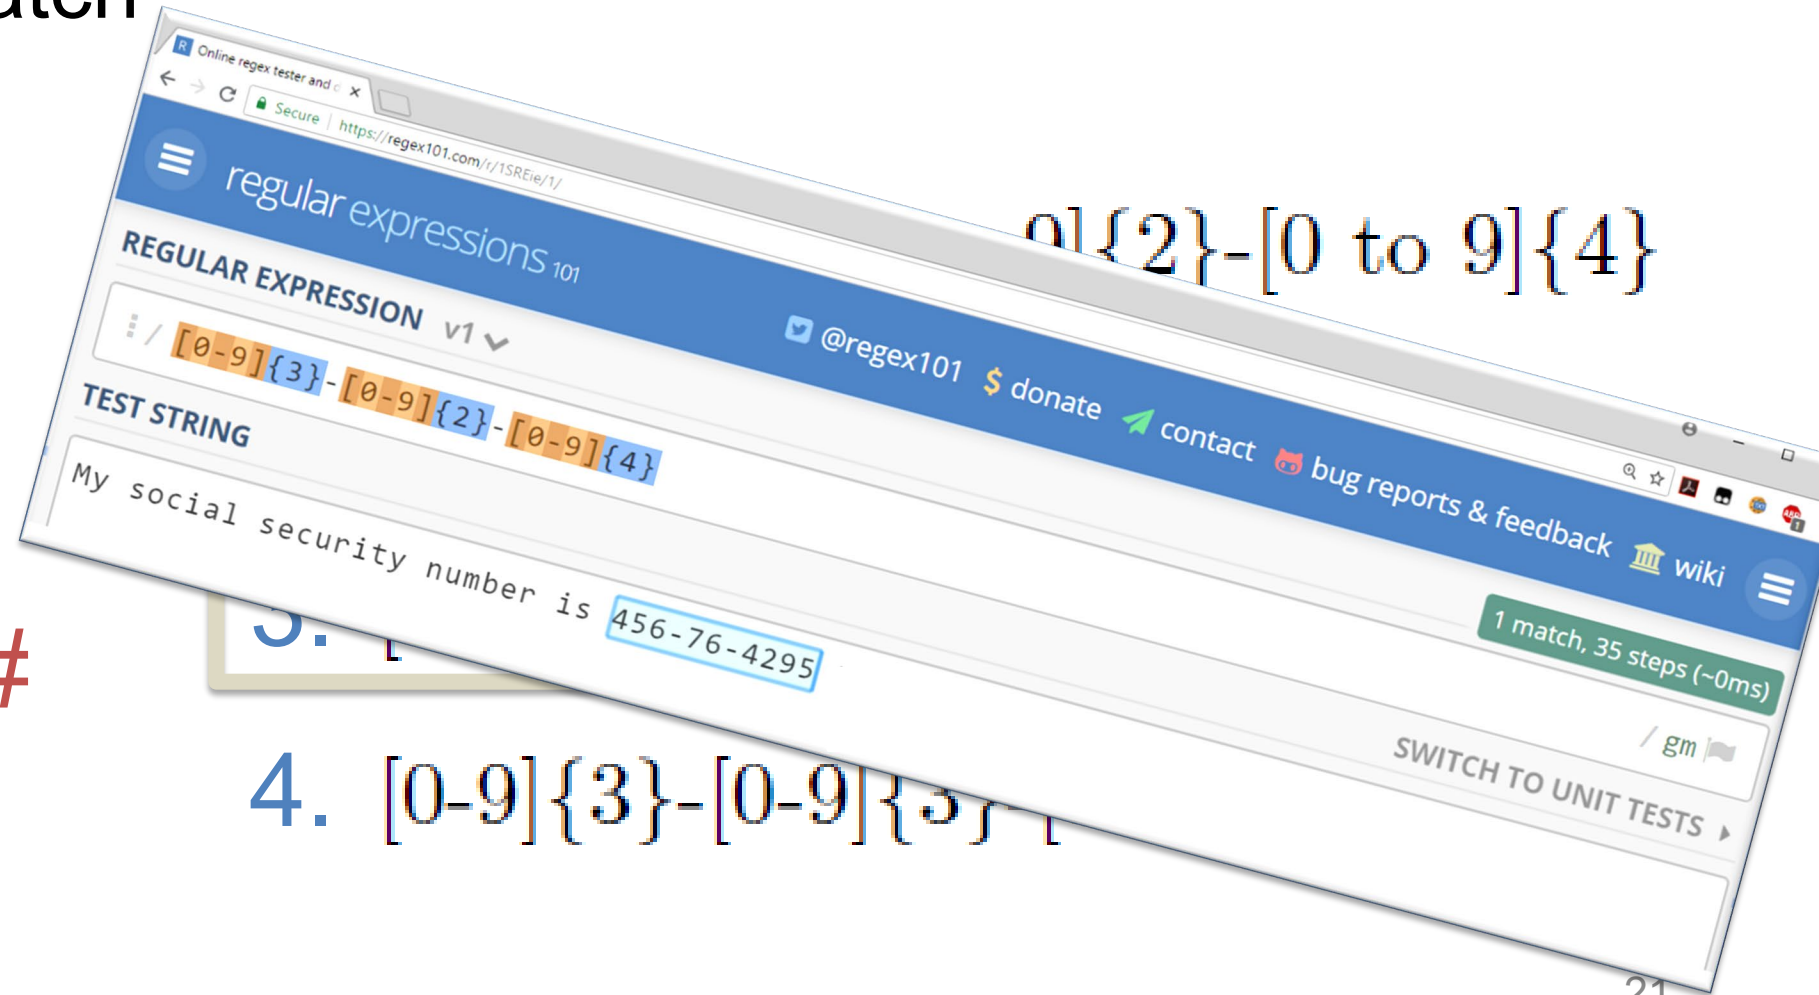 Online regex tester and
Secure | https://regex101.com/r/1SREie/1/
regular expressions 101
@regex101 $ donate contact bug reports & feedback wiki
9]{2}-[0 to 9]{4}
REGULAR EXPRESSION v1
1 match, 35 steps (~0ms)
/ [0-9]{3}-[0-9]{2}-[0-9]{4}
/ gm
TEST STRING
SWITCH TO UNIT TESTS
My social security number is 456-76-4295
#
3. [
4. [0-9]{3}-[0-9]{3}-[
21